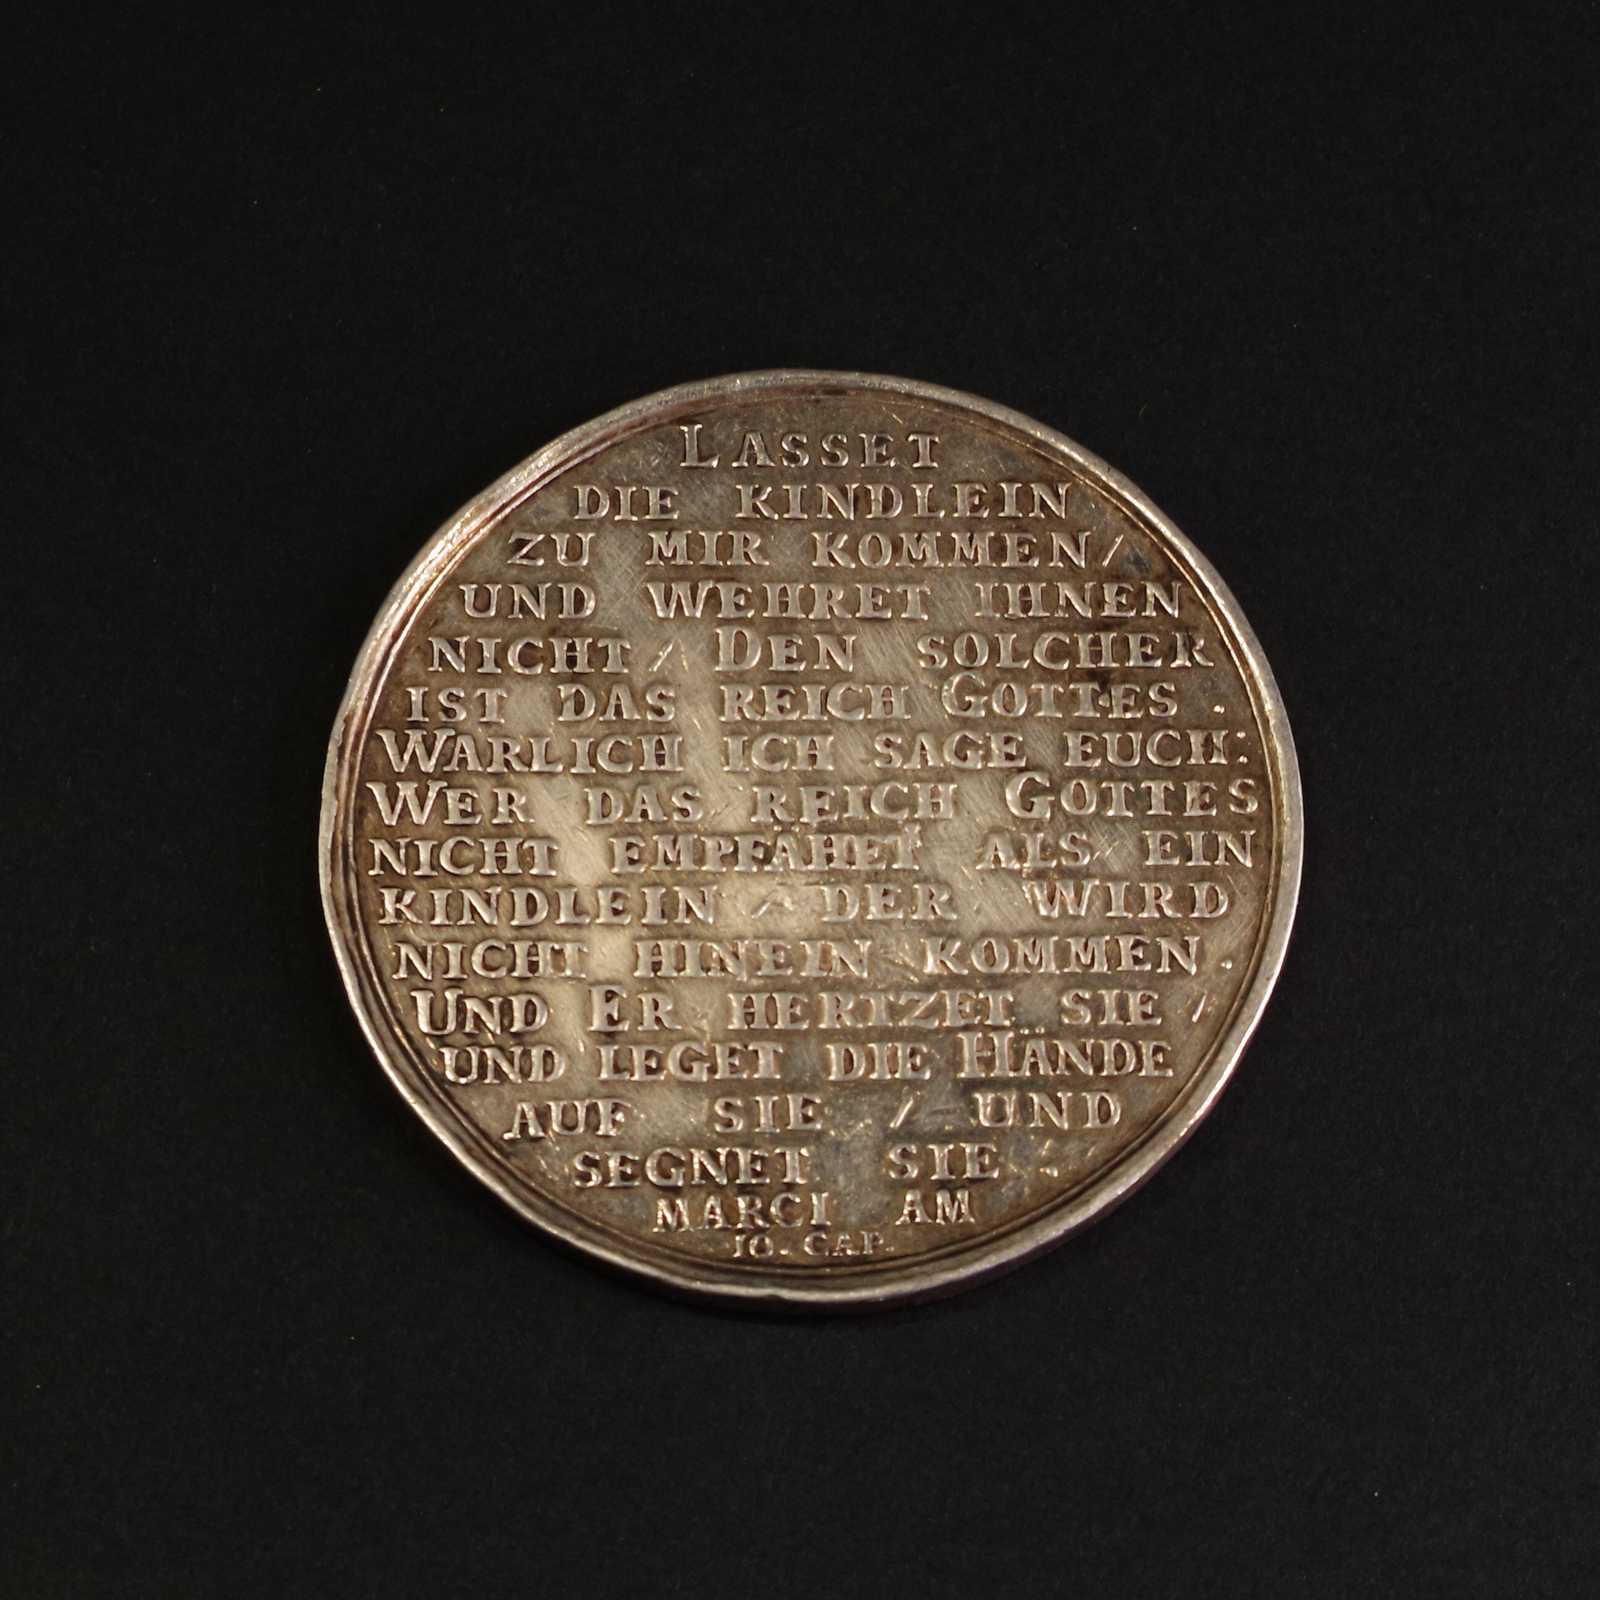 LASSET
DIE KINDLEIN
ZU MIR KOMMEN/
UND WEHRET IHNEN
NICHT/ DEN SOLCHER
IST DAS REICH GOTTES.
WARLICH ICH SAGE EUCH:
WER DAS REICH GOTTES
NICHT EMPFÄHET ALS EIN
KINDLEIN / DER WIRD
NICHT HINEIN KOMMEN.
UND ER HERTZET SIE /
UND LEGET DIE HÄNDE
AUF SIE / UND
SEGNET SIE.
MARCI AM
10. CAP.